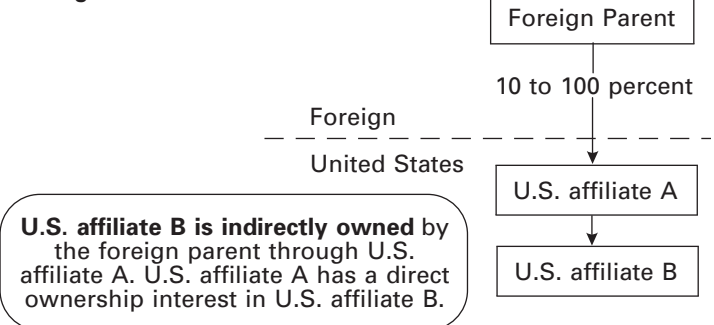 Foreign Parent
10 to 100 percent
Foreign
United States
U.S. affiliate A
U.S. affiliate B is indirectly owned by
the foreign parent through U.S.
affiliate A. U.S. affiliate A has a direct
ownership interest in U.S. affiliate B.
U.S. affiliate B